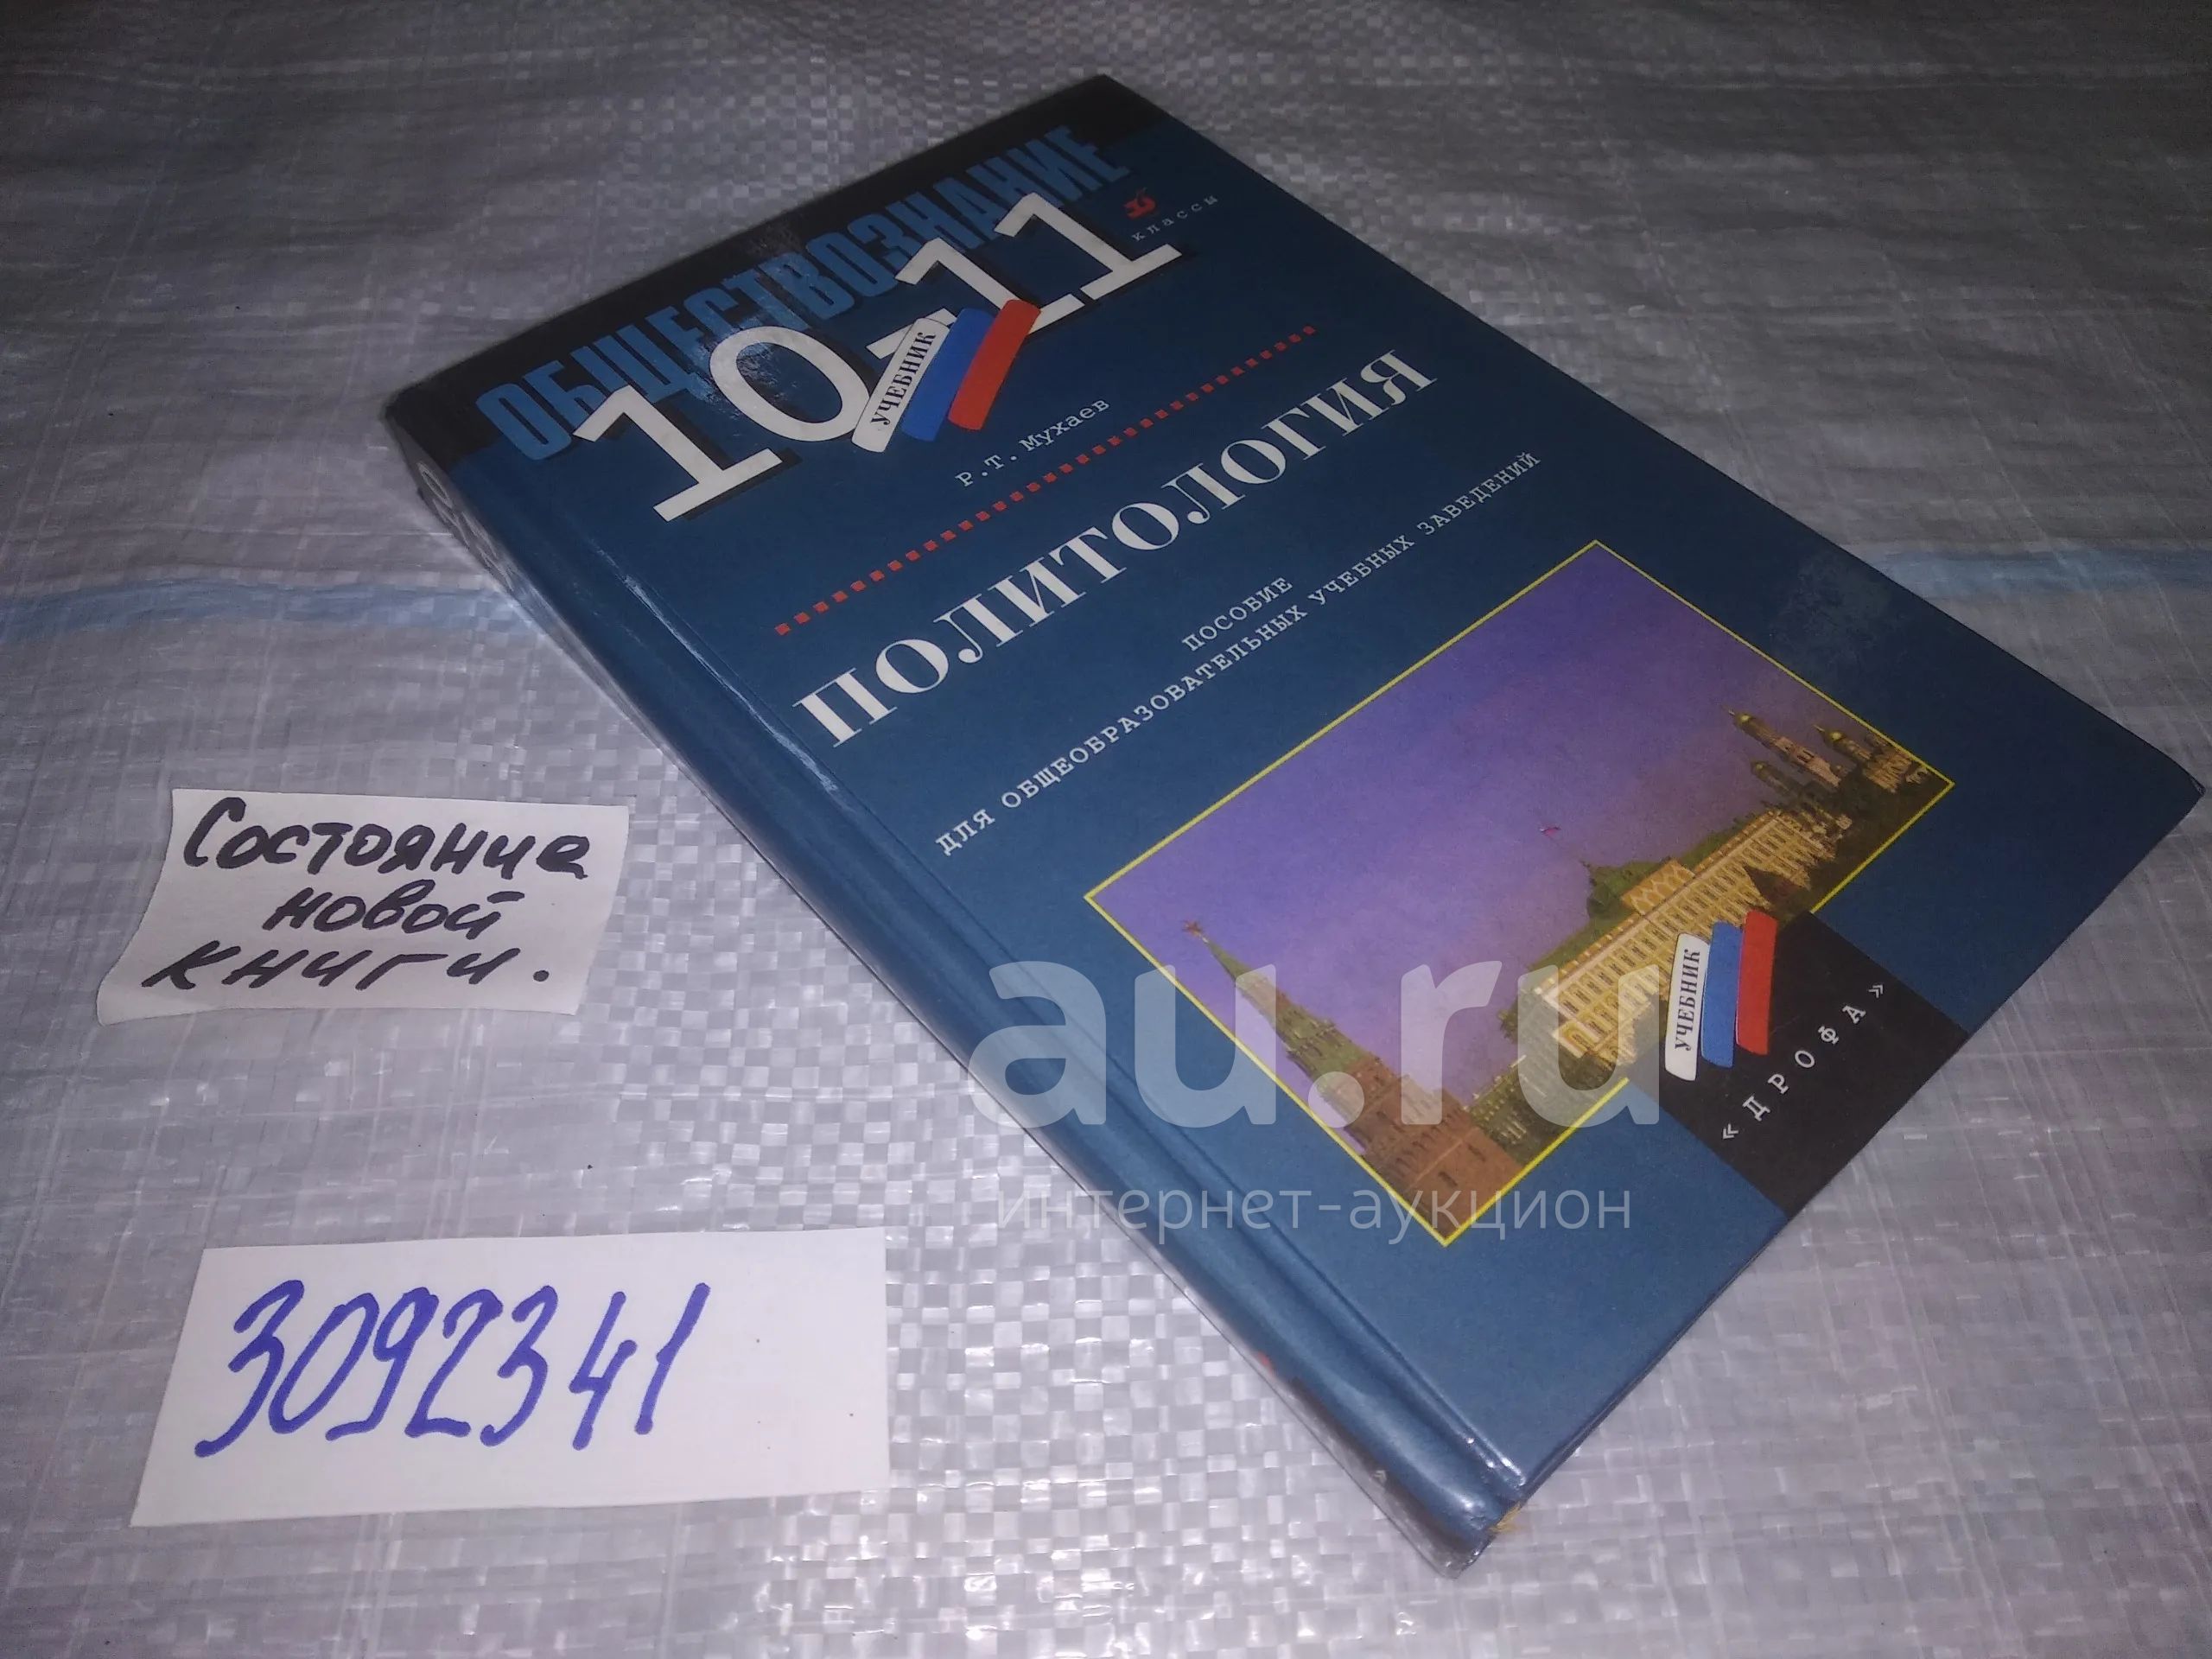 ОБЩЕСТВОЗНАНИЕ
10-11
классы
УЧЕБНИК
Р.Т. Мухаев
ПОЛИТОЛОГИЯ
ПОСОБИЕ
ДЛЯ ОБЩЕОБРАЗОВАТЕЛЬНЫХ УЧЕБНЫХ ЗАВЕДЕНИЙ
УЧЕБНИК
«ДРОФА»
Состояние
новой
книги.
3092341
au.ru
интернет-аукцион